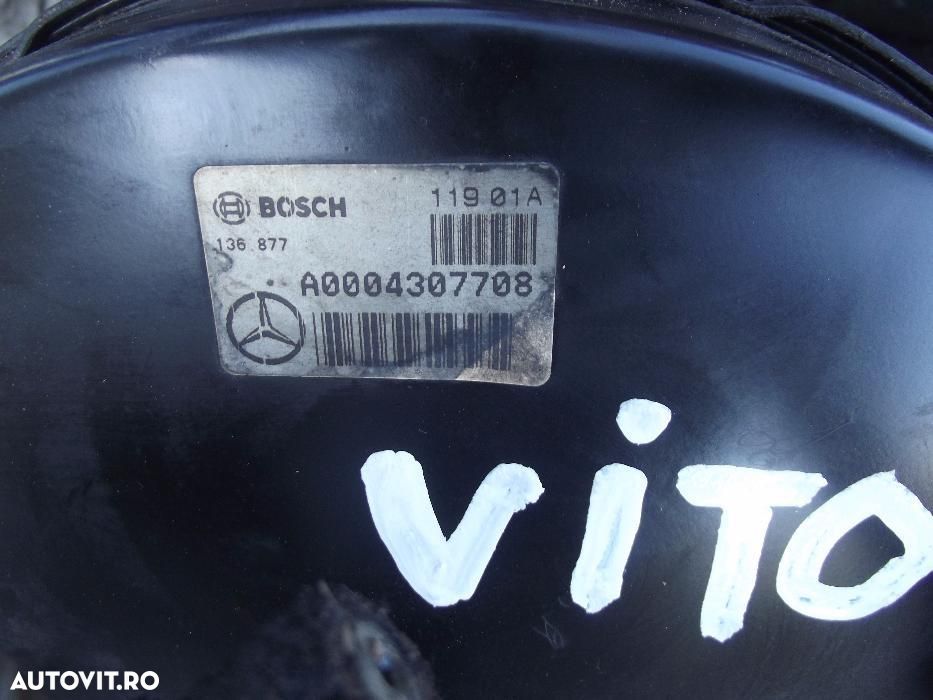 BOSCH 119 01A
136 877
A0004307708
ViTO
AUTOVIT.RO